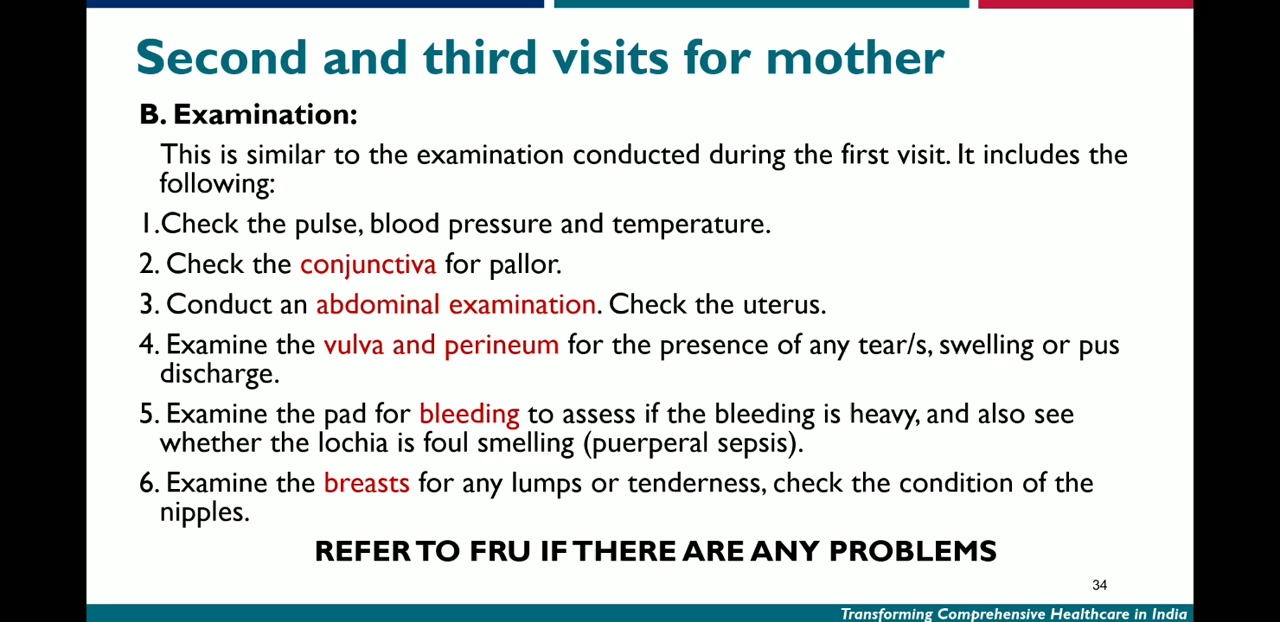 Second and third visits for mother
B. Examination:
This is similar to the examination conducted during the first visit. It includes the
following:
1.Check the pulse, blood pressure and temperature.
2. Check the conjunctiva for pallor.
3. Conduct an abdominal examination. Check the uterus.
4. Examine the vulva and perineum for the presence of any tear/s, swelling or pus
discharge.
5. Examine the pad for bleeding to assess if the bleeding is heavy, and also see
whether the lochia is foul smelling (puerperal sepsis).
6. Examine the breasts for any lumps or tenderness, check the condition of the
nipples.
REFER TO FRU IF THERE ARE ANY PROBLEMS
34
Transforming Comprehensive Healthcare in India